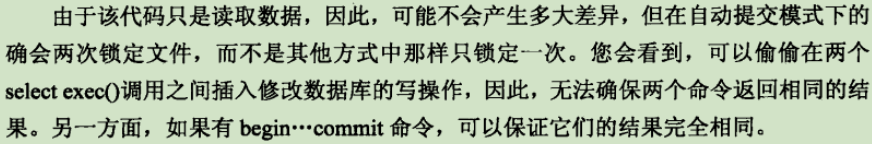 由于该代码只是读取数据，因此，可能不会产生多大差异，但在自动提交模式下的
确会两次锁定文件，而不是其他方式中那样只锁定一次。您会看到，可以偷偷在两个
select exec()调用之间插入修改数据库的写操作，因此，无法确保两个命令返回相同的结
果。另一方面，如果有 begin…commit 命令，可以保证它们的结果完全相同。